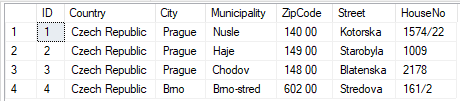 ID Country City Municipality ZipCode Street HouseNo
1 1 Czech Republic Prague Nusle 140 00 Kotorska 1574/22
2 2 Czech Republic Prague Haje 149 00 Starobyla 1009
3 3 Czech Republic Prague Chodov 148 00 Blatenska 2178
4 4 Czech Republic Brno Brno-stred 602 00 Stredova 161/2